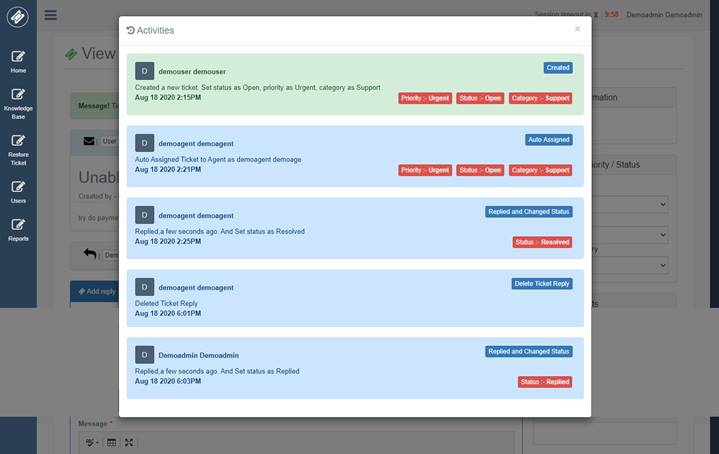 Session timeout in 9:58 Demoadmin Demoadmin
Activities ×
Home
Knowledge
Base
Restore
Ticket
Users
Reports
View
Message!
User
Unabl
Created by -
try do payme
Add reply
D demouser demouser Created
Created a new ticket. Set status as Open, priority as Urgent, category as Support
Aug 18 2020 2:15PM Priority :- Urgent Status :- Open Category :- Support
D demoagent demoagent Auto Assigned
Auto Assigned Ticket to Agent as demoagent demoage
Aug 18 2020 2:21PM Priority :- Urgent Status :- Open Category :- Support
D demoagent demoagent Replied and Changed Status
Replied,a few seconds ago. And Set status as Resolved
Aug 18 2020 2:25PM Status :- Resolved
D demoagent demoagent Delete Ticket Reply
Deleted Ticket Reply
Aug 18 2020 6:01PM
D Demoadmin Demoadmin Replied and Changed Status
Replied,a few seconds ago. And Set status as Replied
Aug 18 2020 6:03PM Status :- Replied
mation
iority / Status
ry
ts
Message *